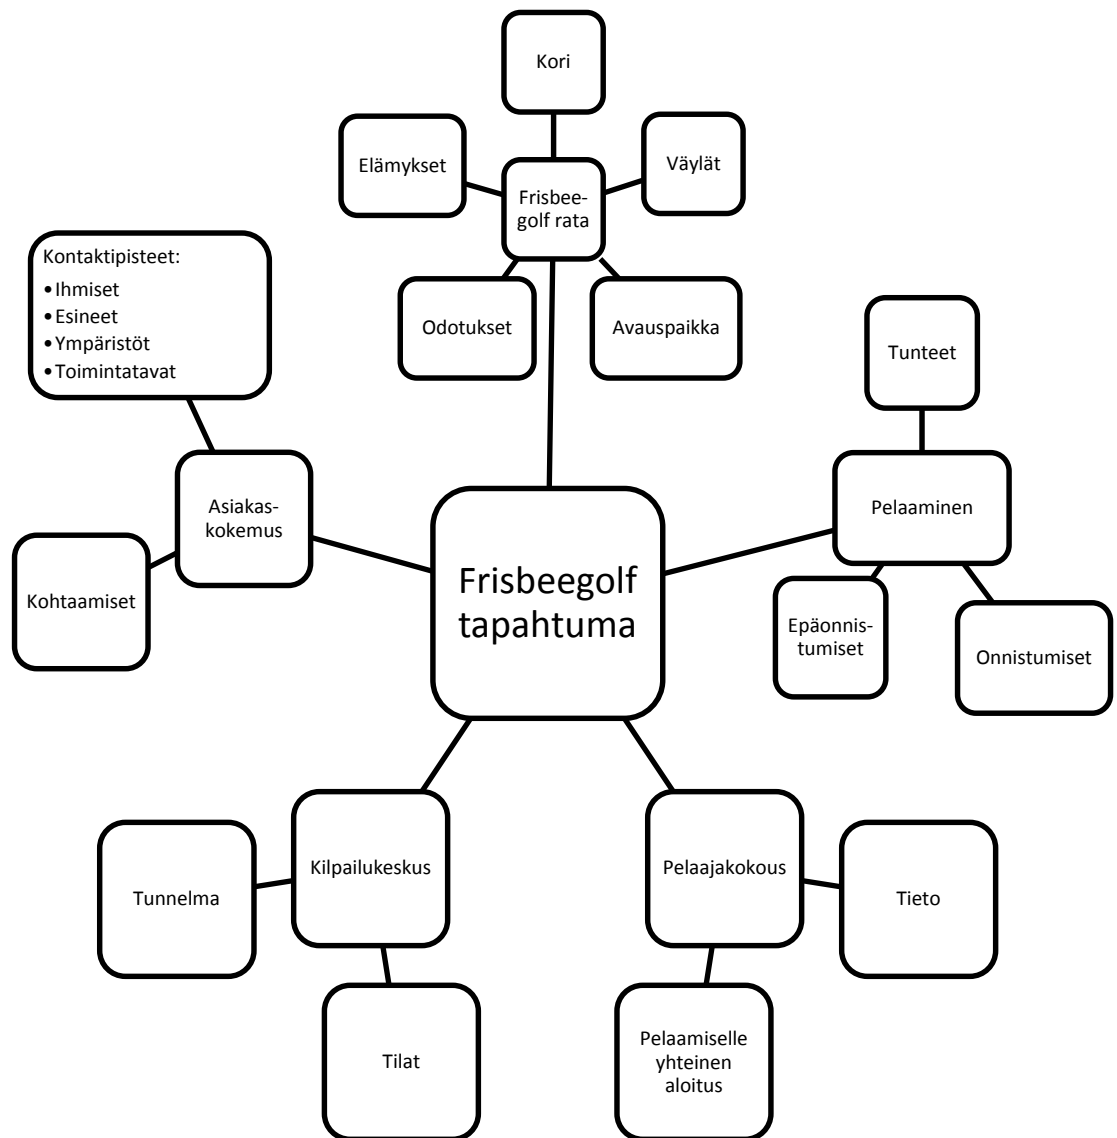 Kori
Elämykset
Väylät
Frisbee-
golf rata
Kontaktipisteet:
• Ihmiset
• Esineet
• Ympäristöt
• Toimintatavat
Odotukset
Avauspaikka
Tunteet
Asiakas-
kokemus
Pelaaminen
Kohtaamiset
Frisbeegolf
tapahtuma
Epäonnis-
tumiset
Onnistumiset
Tunnelma
Kilpailukeskus
Pelaajakokous
Tieto
Tilat
Pelaamiselle
yhteinen
aloitus